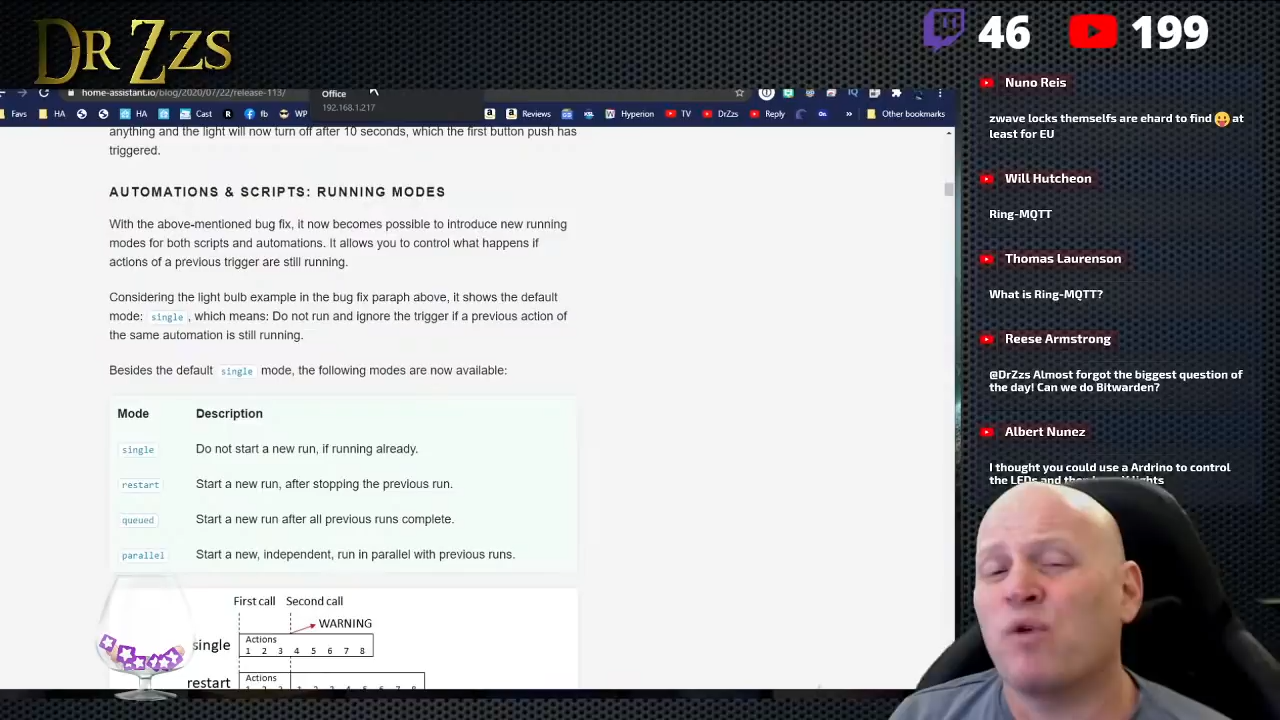 DR ZZS
46
199
home-assistant.io/blog/2020/07/22/release-113/
Office
192.168.1.217
Favs
HA
HA
Cast
WP
Reviews
Hyperion
TV
DrZzs
Reply
Other bookmarks
anything and the light will now turn off after 10 seconds, which the first button push has
triggered.
AUTOMATIONS & SCRIPTS: RUNNING MODES
With the above-mentioned bug fix, it now becomes possible to introduce new running
modes for both scripts and automations. It allows you to control what happens if
actions of a previous trigger are still running.
Considering the light bulb example in the bug fix paraph above, it shows the default
mode: single, which means: Do not run and ignore the trigger if a previous action of
the same automation is still running.
Besides the default single mode, the following modes are now available:
Mode Description
single Do not start a new run, if running already.
restart Start a new run, after stopping the previous run.
queued Start a new run after all previous runs complete.
parallel Start a new, independent, run in parallel with previous runs.
First call Second call
WARNING
single
Actions
1 2 3 4 5 6 7 8
restart
Actions
Nuno Reis
zwave locks themselfs are ehard to find 😜 at
least for EU
Will Hutcheon
Ring-MQTT
Thomas Laurenson
What is Ring-MQTT?
Reese Armstrong
@DrZzs Almost forgot the biggest question of
the day! Can we do Bitwarden?
Albert Nunez
I thought you could use a Ardrino to control
the LEDs and